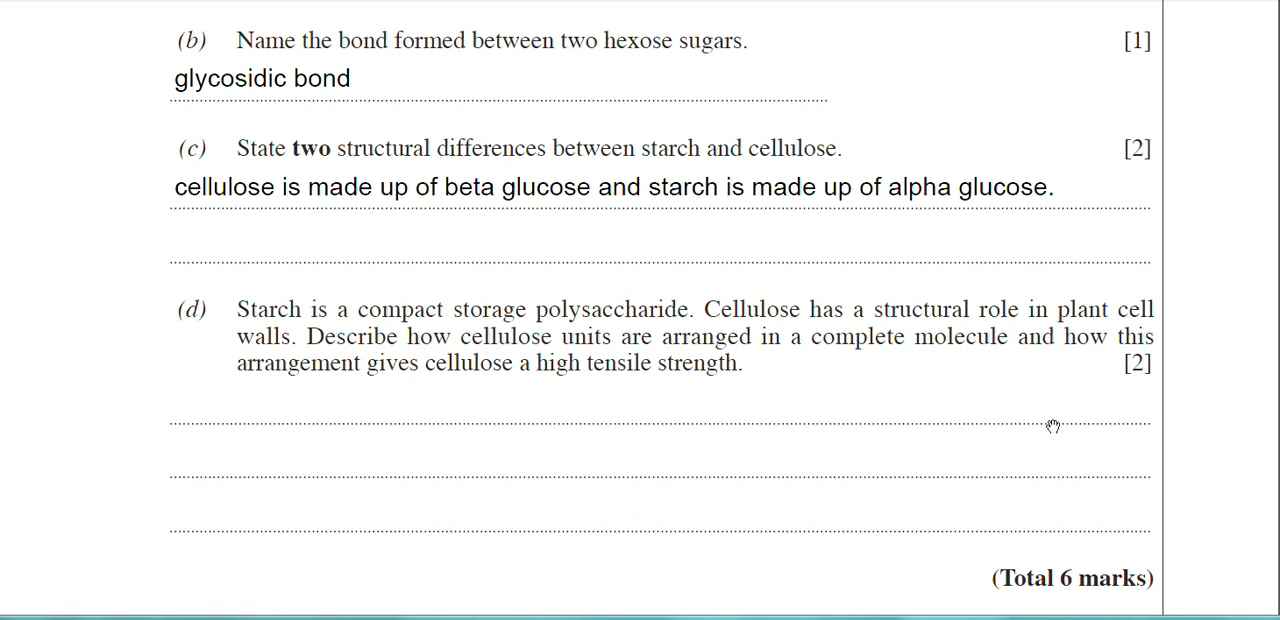 (b) Name the bond formed between two hexose sugars. [1]
glycosidic bond
(c) State two structural differences between starch and cellulose. [2]
cellulose is made up of beta glucose and starch is made up of alpha glucose.
(d) Starch is a compact storage polysaccharide. Cellulose has a structural role in plant cell
walls. Describe how cellulose units are arranged in a complete molecule and how this
arrangement gives cellulose a high tensile strength. [2]
(Total 6 marks)